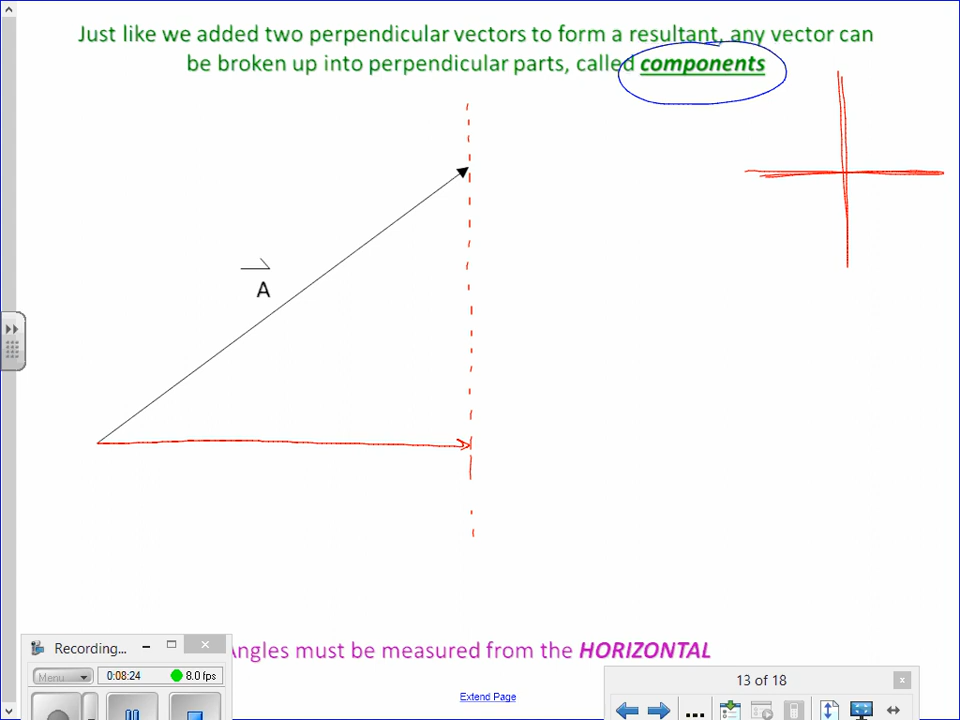 Just like we added two perpendicular vectors to form a resultant, any vector can
be broken up into perpendicular parts, called components
A
Angles must be measured from the HORIZONTAL
Recording...
Menu
0:08:24
8.0 fps
Extend Page
13 of 18